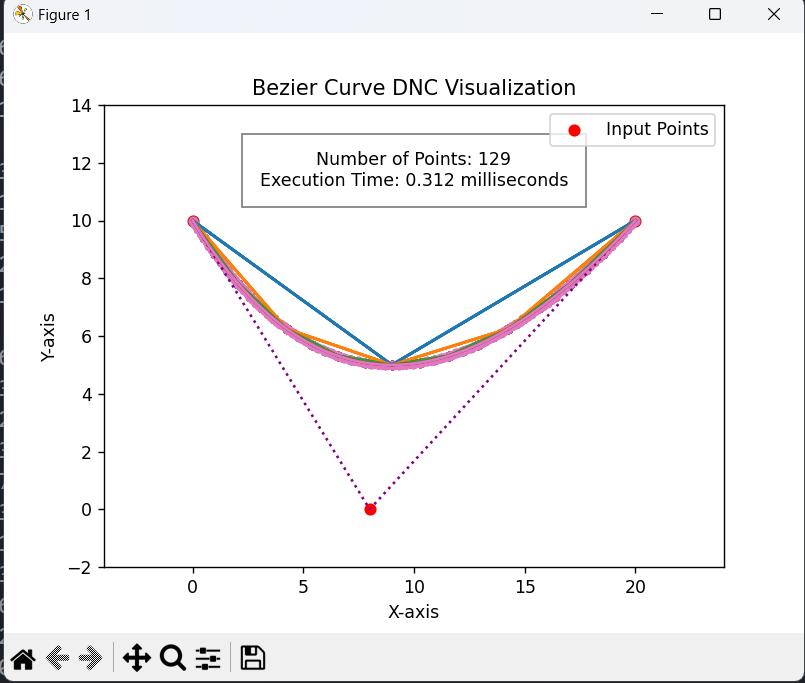 Figure 1
Bezier Curve DNC Visualization
Input Points
Number of Points: 129
Execution Time: 0.312 milliseconds
Y-axis
14
12
10
8
6
4
2
0
−2
0 5 10 15 20
X-axis